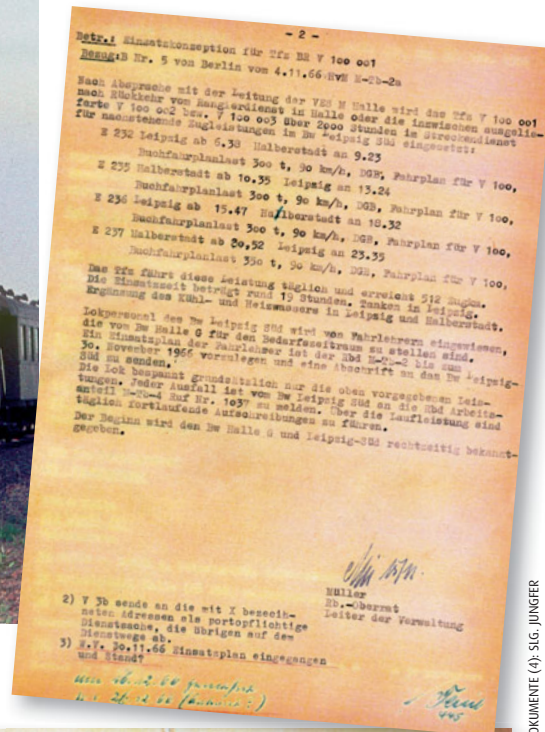 - 2 -
Betr.: Einsatzkonzeption für Tfz BR V 100 001
Bezug: B Nr. 5 von Berlin vom 4.11.66 HvM M-Tb-2a
Nach Absprache mit der Leitung der VES M Halle wird das Tfz V 100 001
nach Rückkehr vom Rangierdienst in Halle oder die inzwischen ausgelie-
ferte V 100 002 bzw. V 100 003 über 2000 Stunden im Streckendienst
für nachstehende Zugleistungen im Bw Leipzig Süd eingesetzt:
E 232 Leipzig ab 6.38 Halberstadt an 9.23
Buchfahrplanlast 300 t, 90 km/h, DGB, Fahrplan für V 100,
E 235 Halberstadt ab 10.35 Leipzig an 13.24
Buchfahrplanlast 300 t, 90 km/h, DGB, Fahrplan für V 100,
E 236 Leipzig ab 15.47 Halberstadt an 18.32
Buchfahrplanlast 300 t, 90 km/h, DGB, Fahrplan für V 100,
E 237 Halberstadt ab 20,52 Leipzig an 23.35
Buchfahrplanlast 350 t, 90 km/h, DGB, Fahrplan für V 100,
Das Tfz fährt diese Leistung täglich und erreicht 512 Zugkm.
Die Einsatzzeit beträgt rund 19 Stunden. Tanken in Leipzig.
Ergänzung des Kühl- und Heizwassers in Leipzig und Halberstadt.
Lokpersonal des Bw Leipzig Süd wird von Fahrlehrern eingewiesen,
die vom Bw Halle G für den Bedarfszeitraum zu stellen sind.
Ein Einsatzplan der Fahrlehrer ist der Rbd M-Tb-2 bis zum
30. November 1966 vorzulegen und eine Abschrift an das Bw Leipzig-
Süd zu senden.
Die Lok bespannt grundsätzlich nur die oben vorgegebenen Leis-
tungen. Jeder Ausfall ist vom Bw Leipzig Süd an die Rbd Arbeits-
anteil M-Tb-4 Ruf Nr. 1037 zu melden. Über die Laufleistung sind
täglich fortlaufende Aufschreibungen zu führen.
Der Beginn wird den Bw Halle G und Leipzig-Süd rechtzeitig bekannt-
gegeben.
Müller
Rb.-Oberrat
Leiter der Verwaltung
2) V 3b sende an die mit X bezeich-
neten Adressen als portopflichtige
Dienstsache, die übrigen auf dem
Dienstwege ab.
3) W.V. 30.11.66 Einsatzplan eingegangen
und Stand?
OKUMENTE (4): SLG. JUNGFER